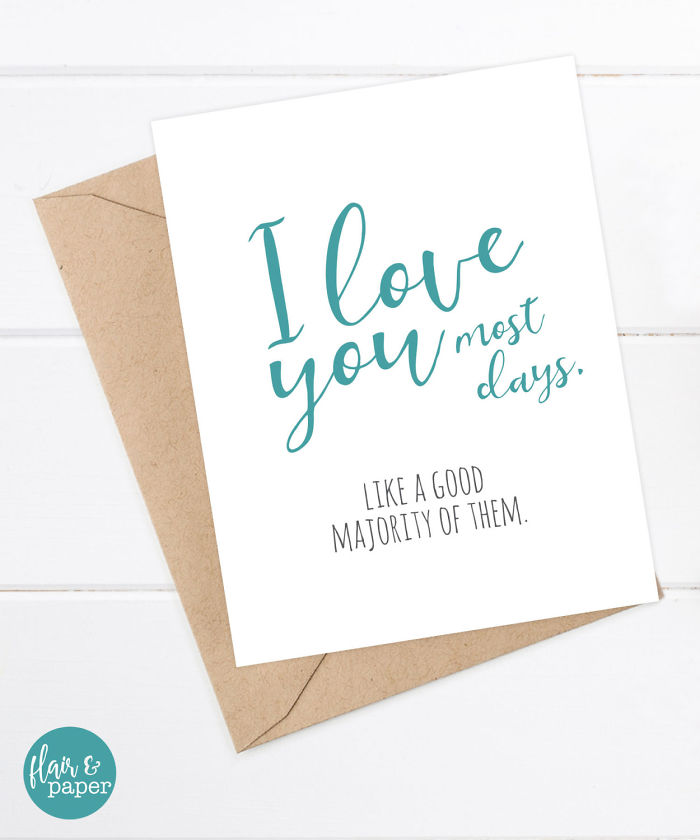 I love
you most
days.
LIKE A GOOD
MAJORITY OF THEM.
flair &
paper